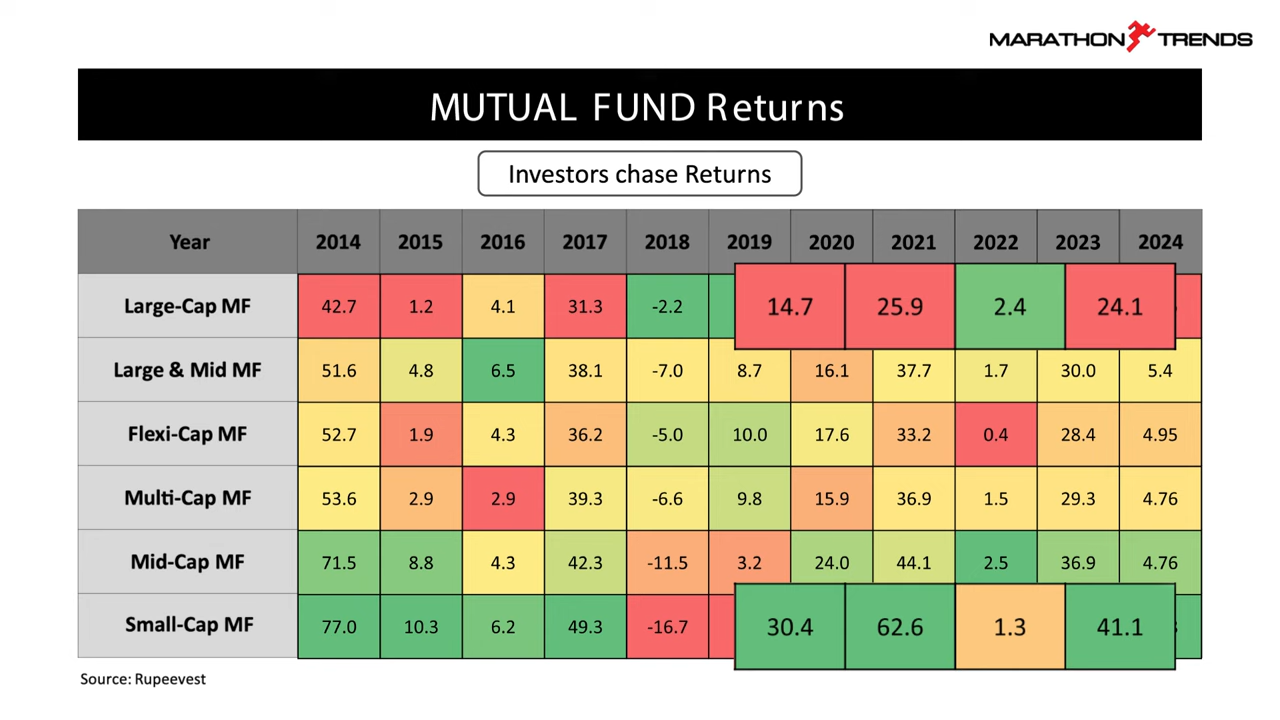 MARATHON TRENDS
MUTUAL FUND Returns
Investors chase Returns
Year 2014 2015 2016 2017 2018 2019 2020 2021 2022 2023 2024
Large-Cap MF 42.7 1.2 4.1 31.3 -2.2 14.7 25.9 2.4 24.1
Large & Mid MF 51.6 4.8 6.5 38.1 -7.0 8.7 16.1 37.7 1.7 30.0 5.4
Flexi-Cap MF 52.7 1.9 4.3 36.2 -5.0 10.0 17.6 33.2 0.4 28.4 4.95
Multi-Cap MF 53.6 2.9 2.9 39.3 -6.6 9.8 15.9 36.9 1.5 29.3 4.76
Mid-Cap MF 71.5 8.8 4.3 42.3 -11.5 3.2 24.0 44.1 2.5 36.9 4.76
Small-Cap MF 77.0 10.3 6.2 49.3 -16.7 30.4 62.6 1.3 41.1
Source: Rupeevest